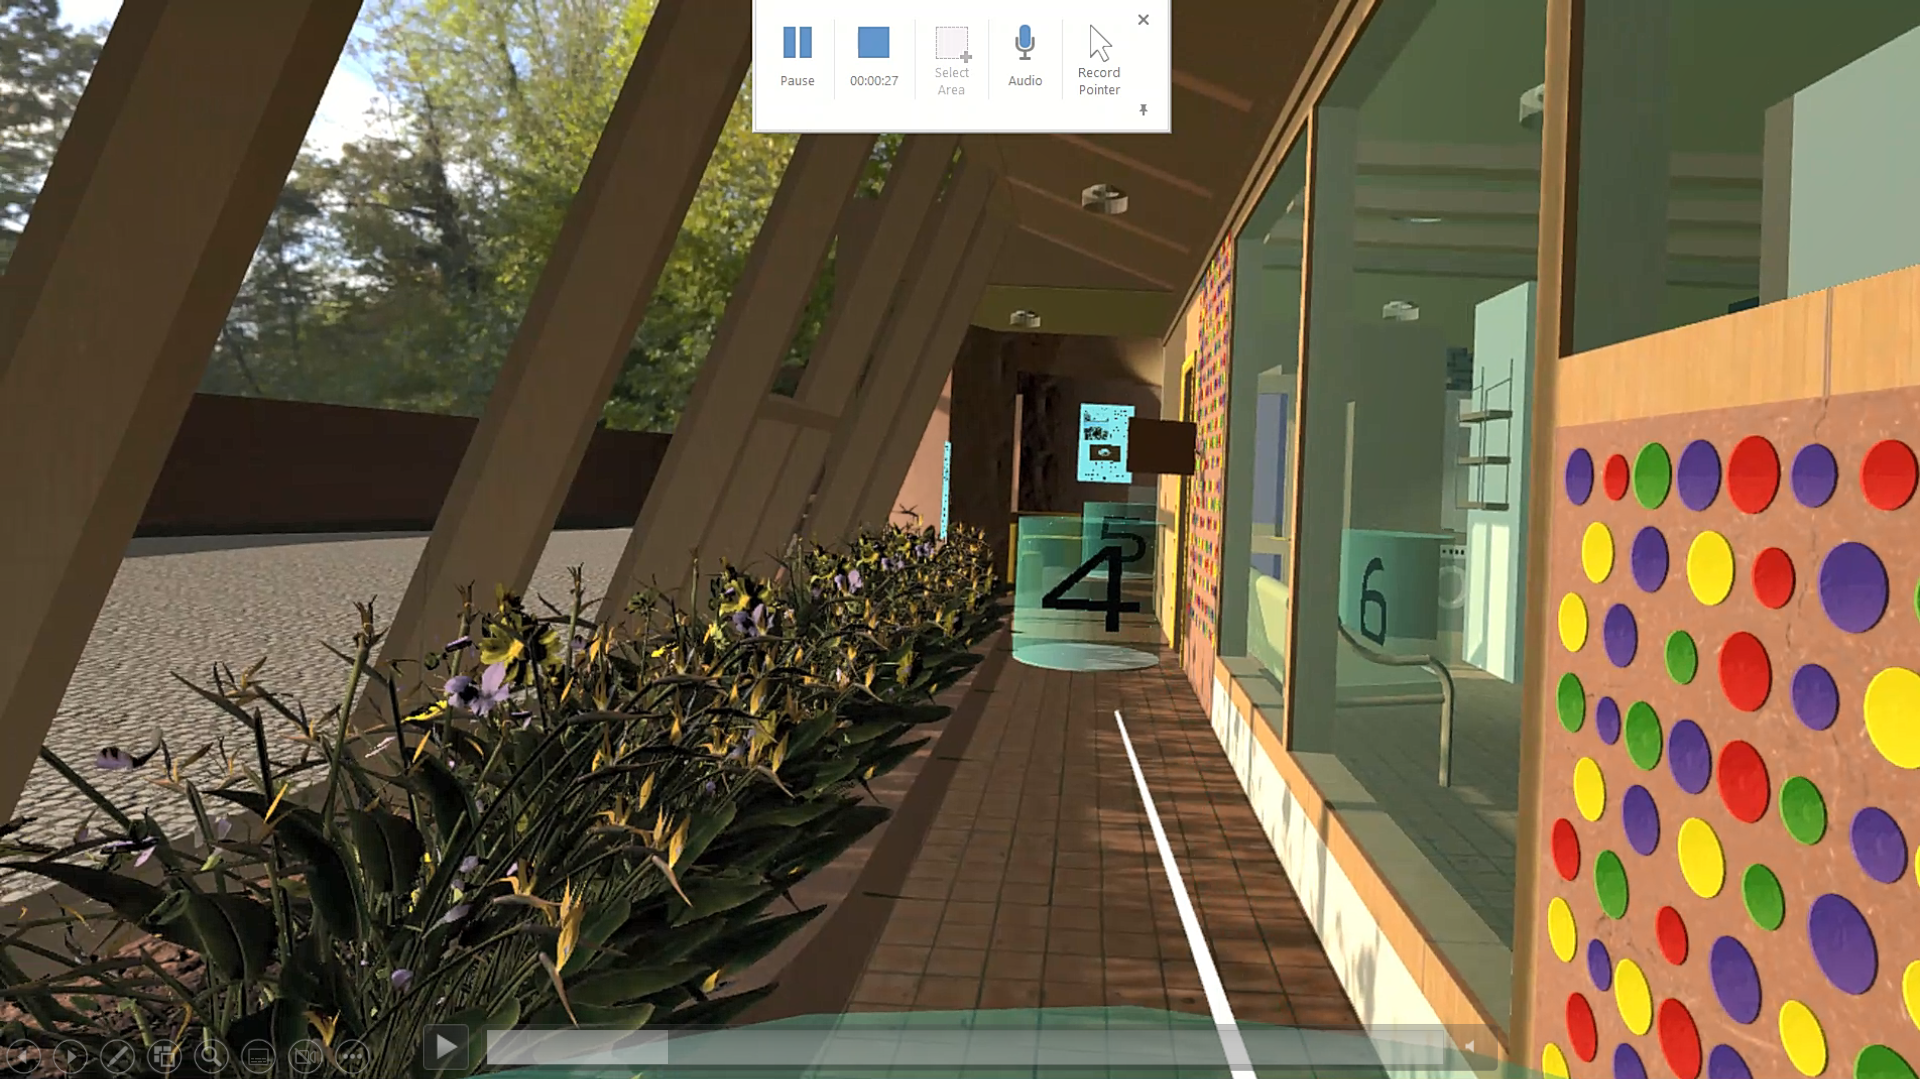 Pause
00:00:27
Select
Area
Audio
Record
Pointer
5
4
6